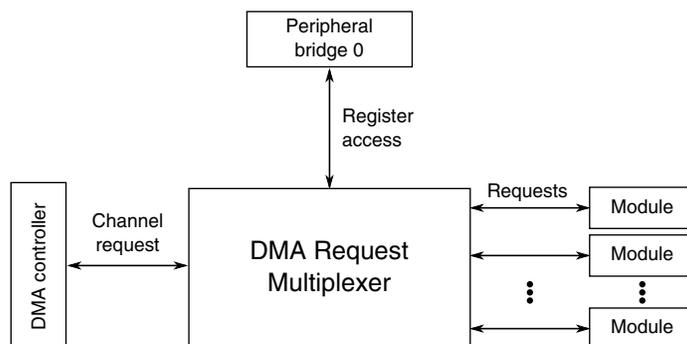 Peripheral
bridge 0
Register
access
Requests
Module
Channel
request
DMA controller
DMA Request
Multiplexer
Module
Module